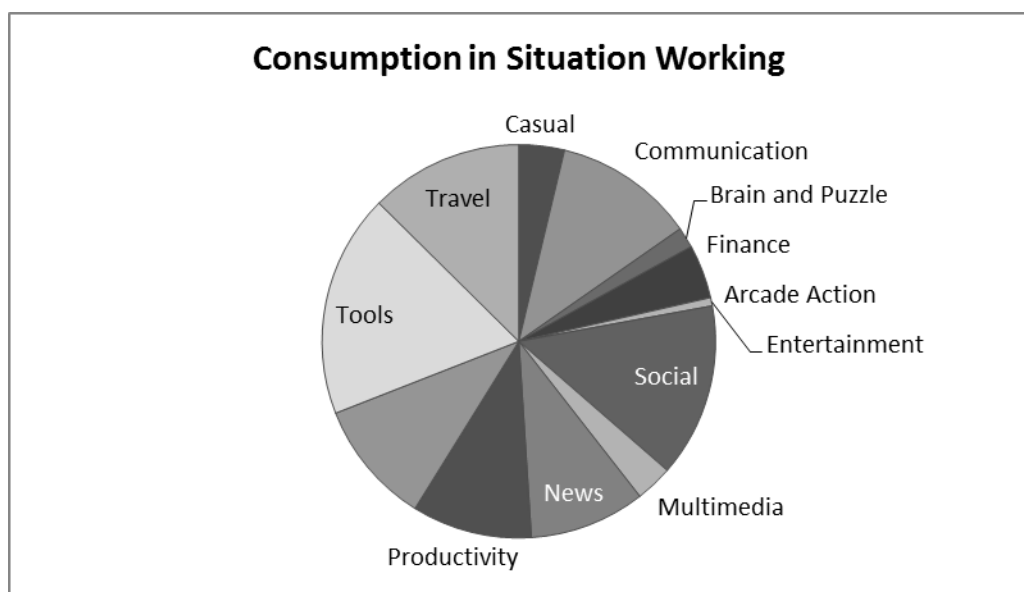 Consumption in Situation Working
Casual
Communication
Brain and Puzzle
Finance
Arcade Action
Entertainment
Social
Multimedia
News
Productivity
Tools
Travel